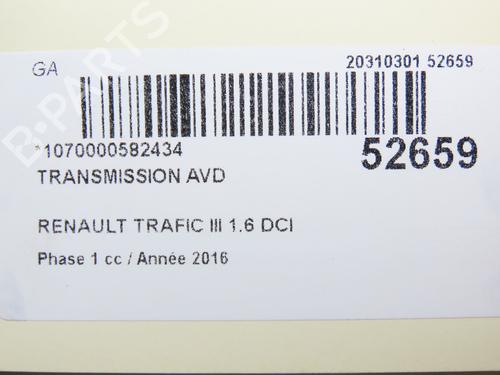 GA
20310301 52659
*1070000582434
52659
TRANSMISSION AVD
RENAULT TRAFIC III 1.6 DCI
Phase 1 cc / Année 2016
B-PARTS